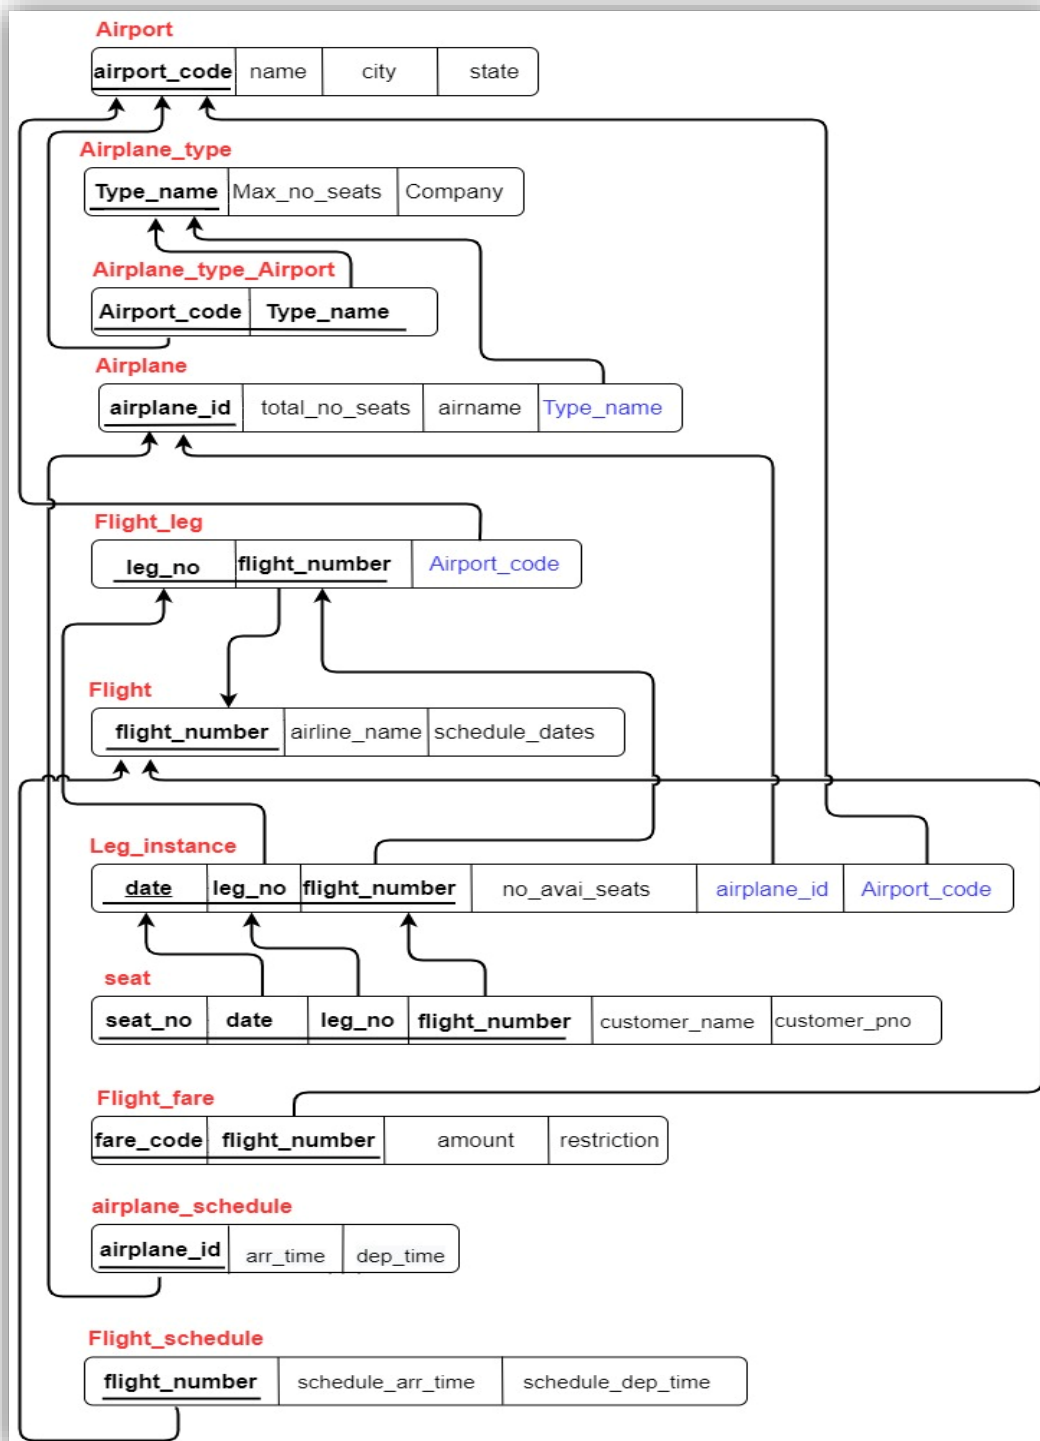 Airport
airport_code name city state
Airplane_type
Type_name Max_no_seats Company
Airplane_type_Airport
Airport_code Type_name
Airplane
airplane_id total_no_seats airname Type_name
Flight_leg
leg_no flight_number Airport_code
Flight
flight_number airline_name schedule_dates
Leg_instance
date leg_no flight_number no_avai_seats airplane_id Airport_code
seat
seat_no date leg_no flight_number customer_name customer_pno
Flight_fare
fare_code flight_number amount restriction
airplane_schedule
airplane_id arr_time dep_time
Flight_schedule
flight_number schedule_arr_time schedule_dep_time